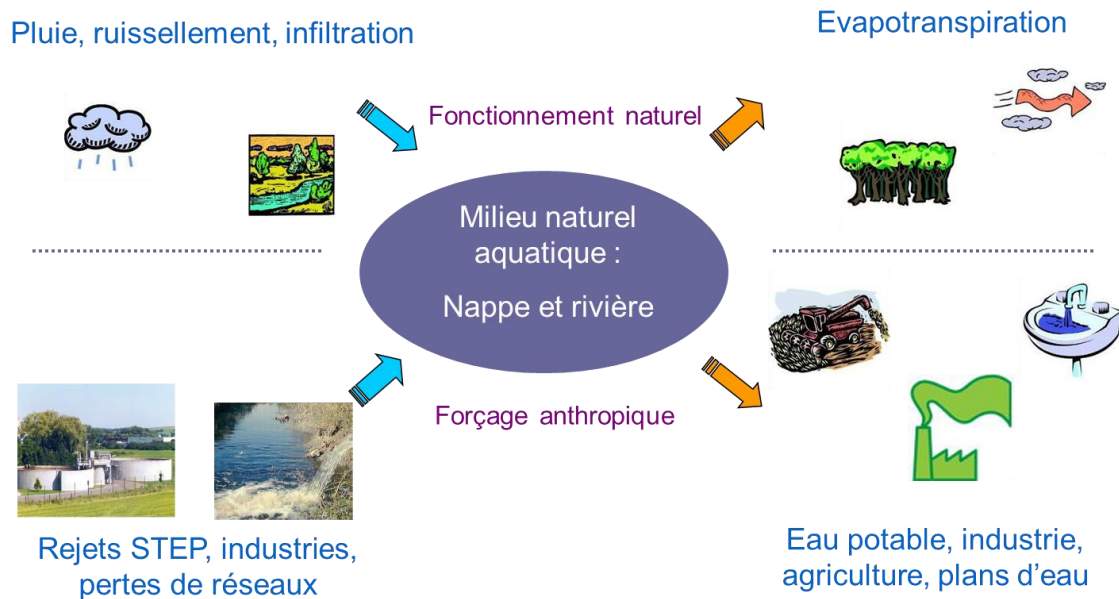 Pluie, ruissellement, infiltration
Evapotranspiration
Fonctionnement naturel
Milieu naturel
aquatique :
Nappe et rivière
Forçage anthropique
Rejets STEP, industries,
pertes de réseaux
Eau potable, industrie,
agriculture, plans d’eau